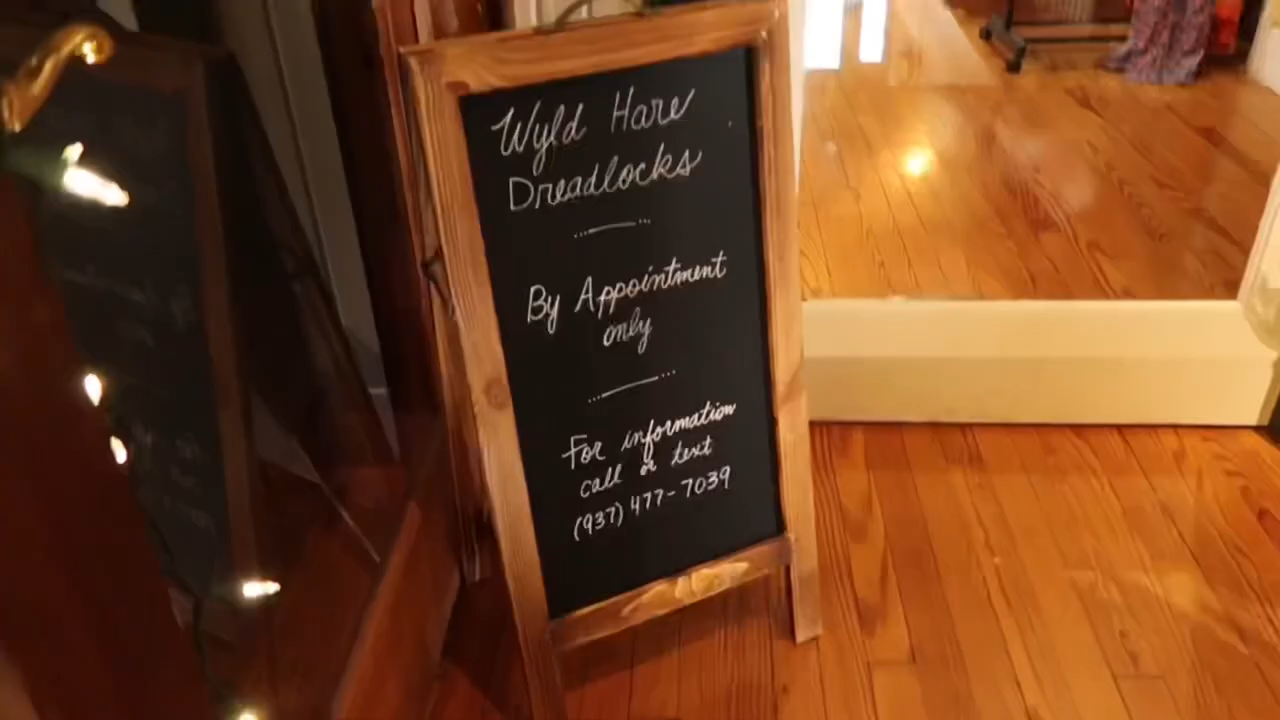 Wyld Hare
Dreadlocks
By Appointment
only
For information
call or text
(937) 477-7039